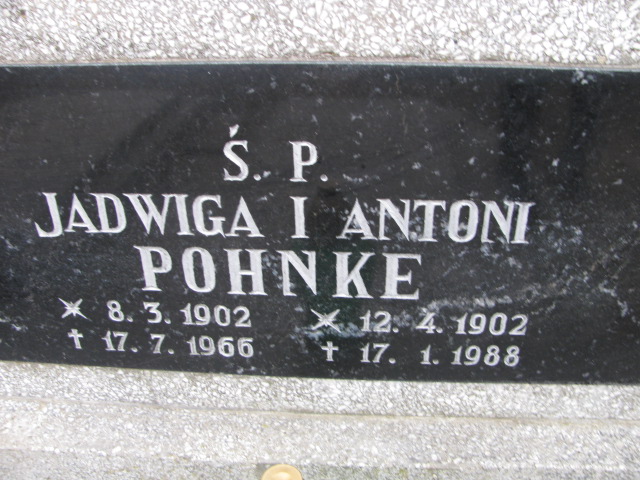 Ś. P.
JADWIGA I ANTONI
POHNKE
* 8. 3. 1902 * 12. 4. 1902
† 17. 7. 1966 † 17. 1. 1988